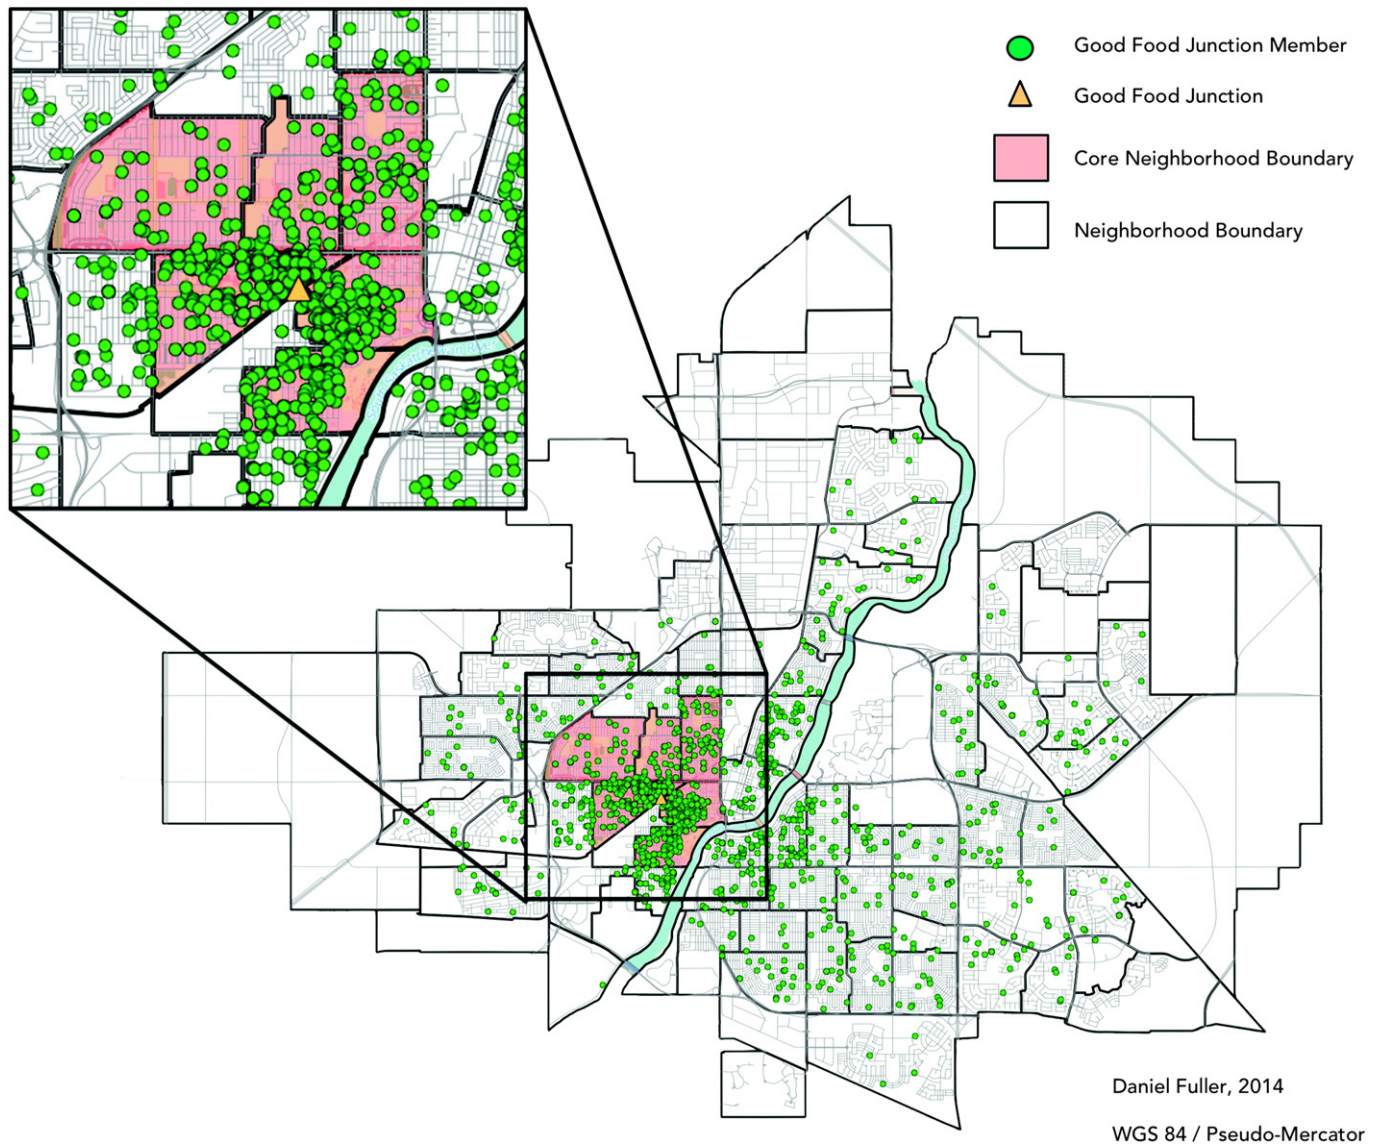 Good Food Junction Member
Good Food Junction
Core Neighborhood Boundary
Neighborhood Boundary
Daniel Fuller, 2014
WGS 84 / Pseudo-Mercator